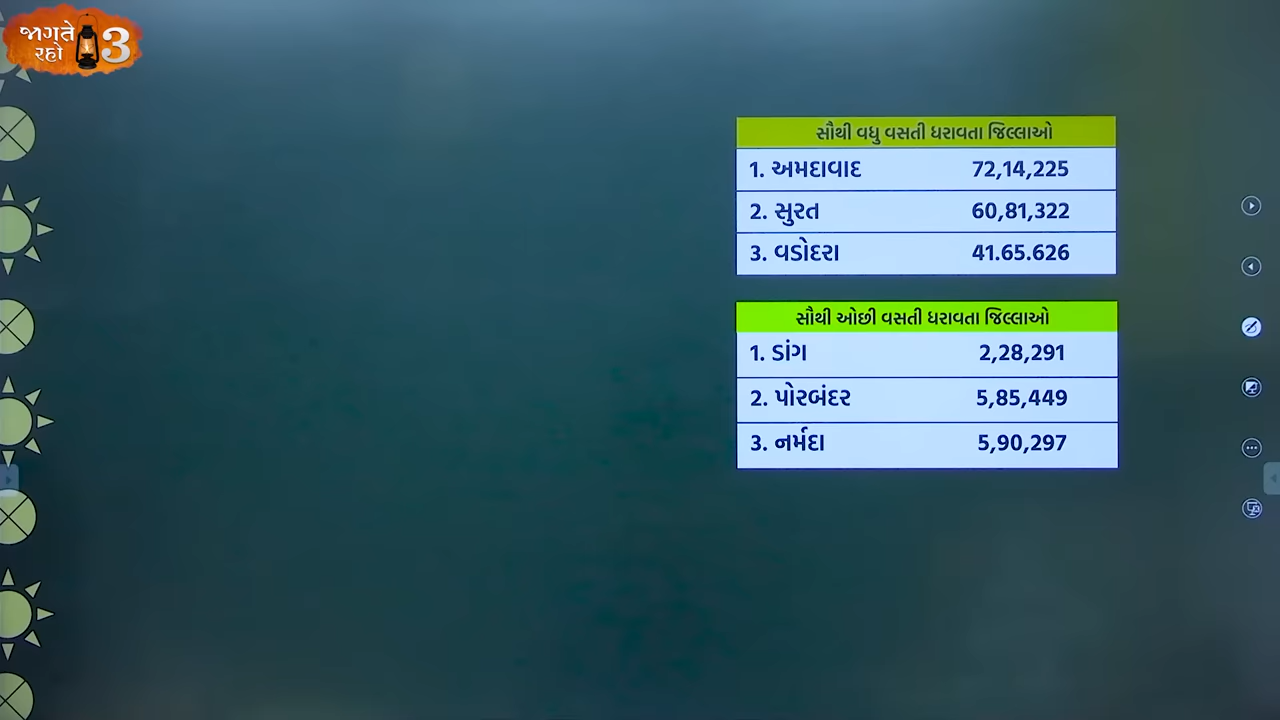 જાગતે
રહો 3
સૌથી વધુ વસતી ધરાવતા જિલ્લાઓ
1. અમદાવાદ 72,14,225
2. સુરત 60,81,322
3. વડોદરા 41.65.626
સૌથી ઓછી વસતી ધરાવતા જિલ્લાઓ
1. ડાંગ 2,28,291
2. પોરબંદર 5,85,449
3. નર્મદા 5,90,297